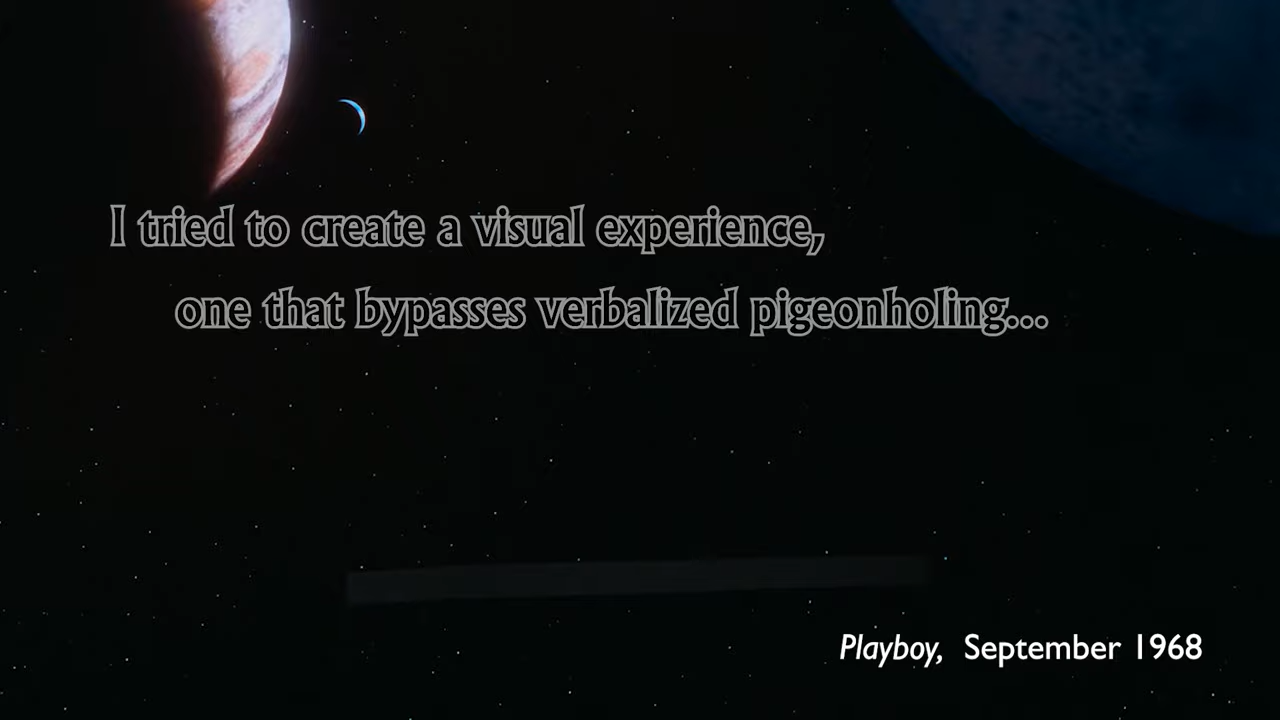 I tried to create a visual experience,
one that bypasses verbalized pigeonholing...
Playboy, September 1968